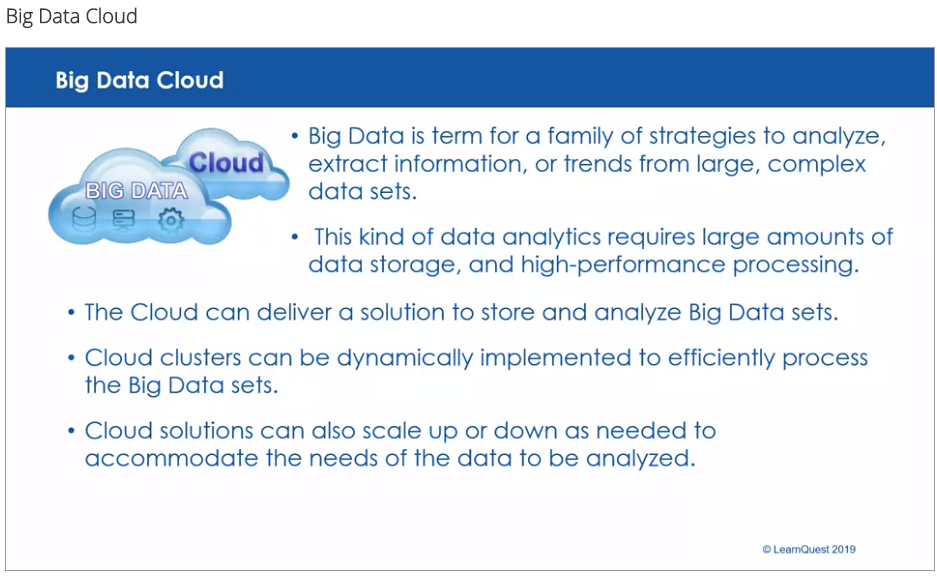 Big Data Cloud
Big Data Cloud
Cloud
BIG DATA
• Big Data is term for a family of strategies to analyze,
extract information, or trends from large, complex
data sets.
• This kind of data analytics requires large amounts of
data storage, and high-performance processing.
• The Cloud can deliver a solution to store and analyze Big Data sets.
• Cloud clusters can be dynamically implemented to efficiently process
the Big Data sets.
• Cloud solutions can also scale up or down as needed to
accommodate the needs of the data to be analyzed.
© LearnQuest 2019